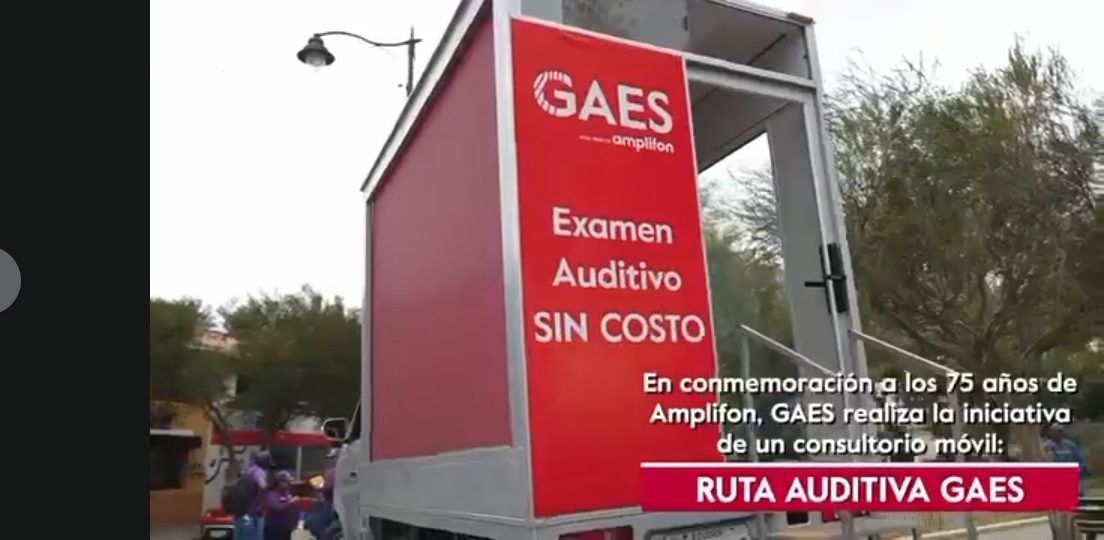 GAES
amplifon
Examen
Auditivo
SIN COSTO
En conmemoración a los 75 años de
Amplifon, GAES realiza la iniciativa
de un consultorio móvil:
RUTA AUDITIVA GAES